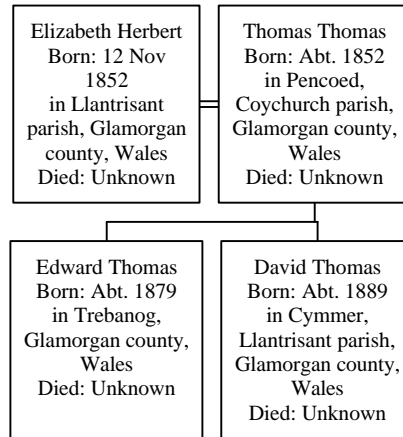 Elizabeth Herbert
Born: 12 Nov
1852
in Llantrisant
parish, Glamorgan
county, Wales
Died: Unknown
Thomas Thomas
Born: Abt. 1852
in Pencoed,
Coychurch parish,
Glamorgan county,
Wales
Died: Unknown
Edward Thomas
Born: Abt. 1879
in Trebanog,
Glamorgan county,
Wales
Died: Unknown
David Thomas
Born: Abt. 1889
in Cymmer,
Llantrisant parish,
Glamorgan county,
Wales
Died: Unknown